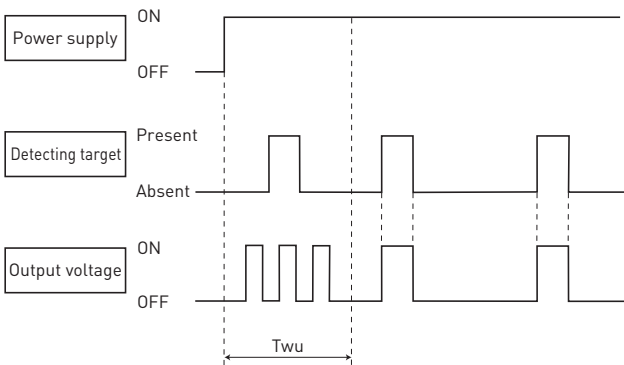 ON
Power supply
OFF
Present
Detecting target
Absent
ON
Output voltage
OFF
Twu